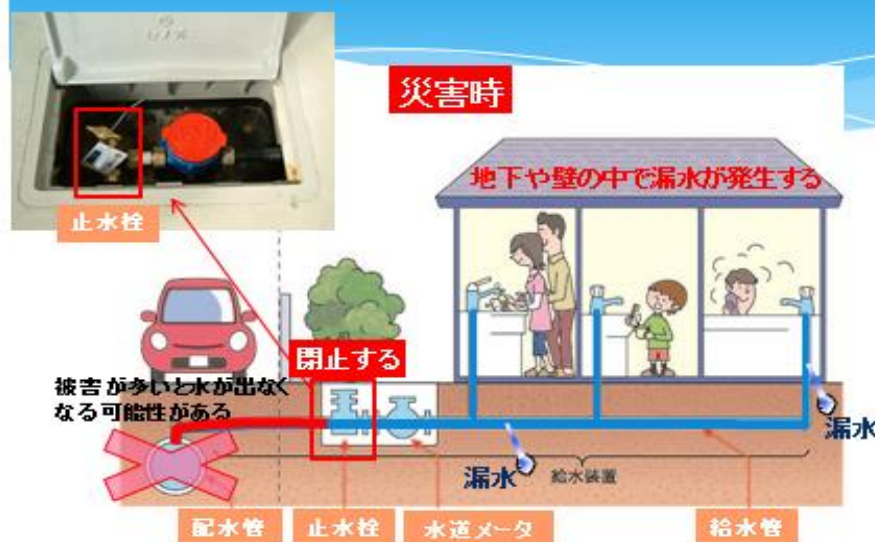 災害時
地下や壁の中で漏水が発生する
止水栓
閉止する
被害が多いと水が出なく
なる可能性がある
漏水
漏水
給水装置
配水管
止水栓
水道メータ
給水管